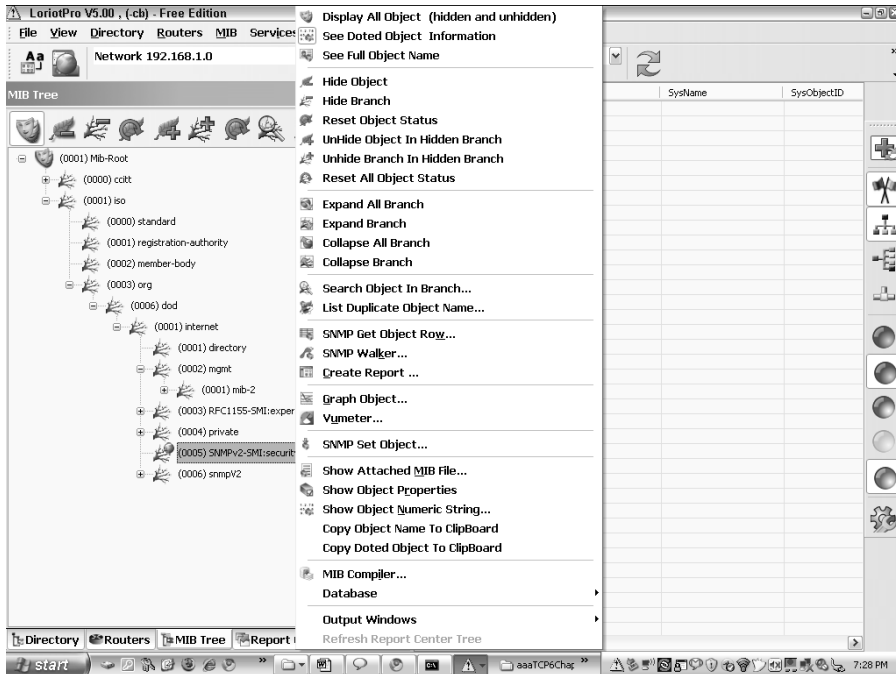 LoriotPro V5.00 , (-cb) - Free Edition
File View Directory Routers MIB Services
Aa
Network 192.168.1.0
MIB Tree
(0001) Mib-Root
(0000) ccitt
(0001) iso
(0000) standard
(0001) registration-authority
(0002) member-body
(0003) org
(0006) dod
(0001) internet
(0001) directory
(0002) mgmt
(0001) mib-2
(0003) RFC1155-SMI:exper
(0004) private
(0005) SNMPv2-SMI:securit
(0006) snmpV2
Display All Object (hidden and unhidden)
See Doted Object Information
See Full Object Name
Hide Object
Hide Branch
Reset Object Status
UnHide Object In Hidden Branch
Unhide Branch In Hidden Branch
Reset All Object Status
Expand All Branch
Expand Branch
Collapse All Branch
Collapse Branch
Search Object In Branch...
List Duplicate Object Name...
SNMP Get Object Row...
SNMP Walker...
Create Report ...
Graph Object...
Vumeter...
SNMP Set Object...
Show Attached MIB File...
Show Object Properties
Show Object Numeric String...
Copy Object Name To ClipBoard
Copy Doted Object To ClipBoard
MIB Compiler...
Database
Output Windows
Refresh Report Center Tree
SysName SysObjectID
Directory Routers MIB Tree Report
start
aaaTCP6Chap
7:28 PM